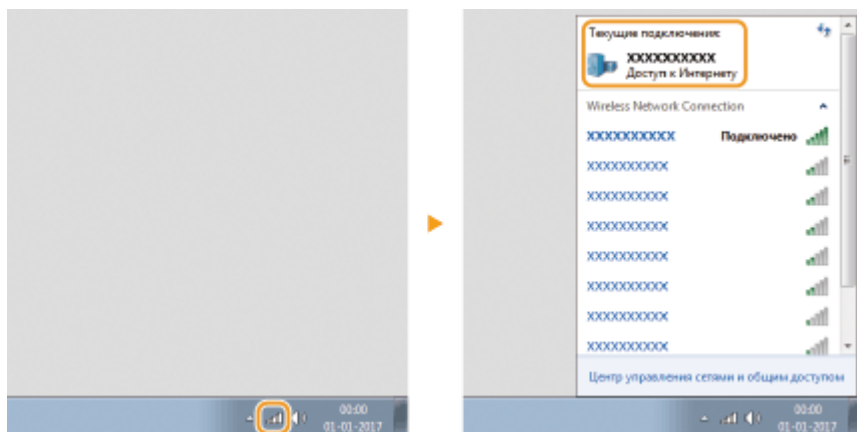 00:00
01-01-2017
Текущие подключения:
XXXXXXXXXX
Доступ к Интернету
Wireless Network Connection
XXXXXXXXXX Подключено
XXXXXXXXXX
XXXXXXXXXX
XXXXXXXXXX
XXXXXXXXXX
XXXXXXXXXX
XXXXXXXXXX
XXXXXXXXXX
Центр управления сетями и общим доступом
00:00
01-01-2017